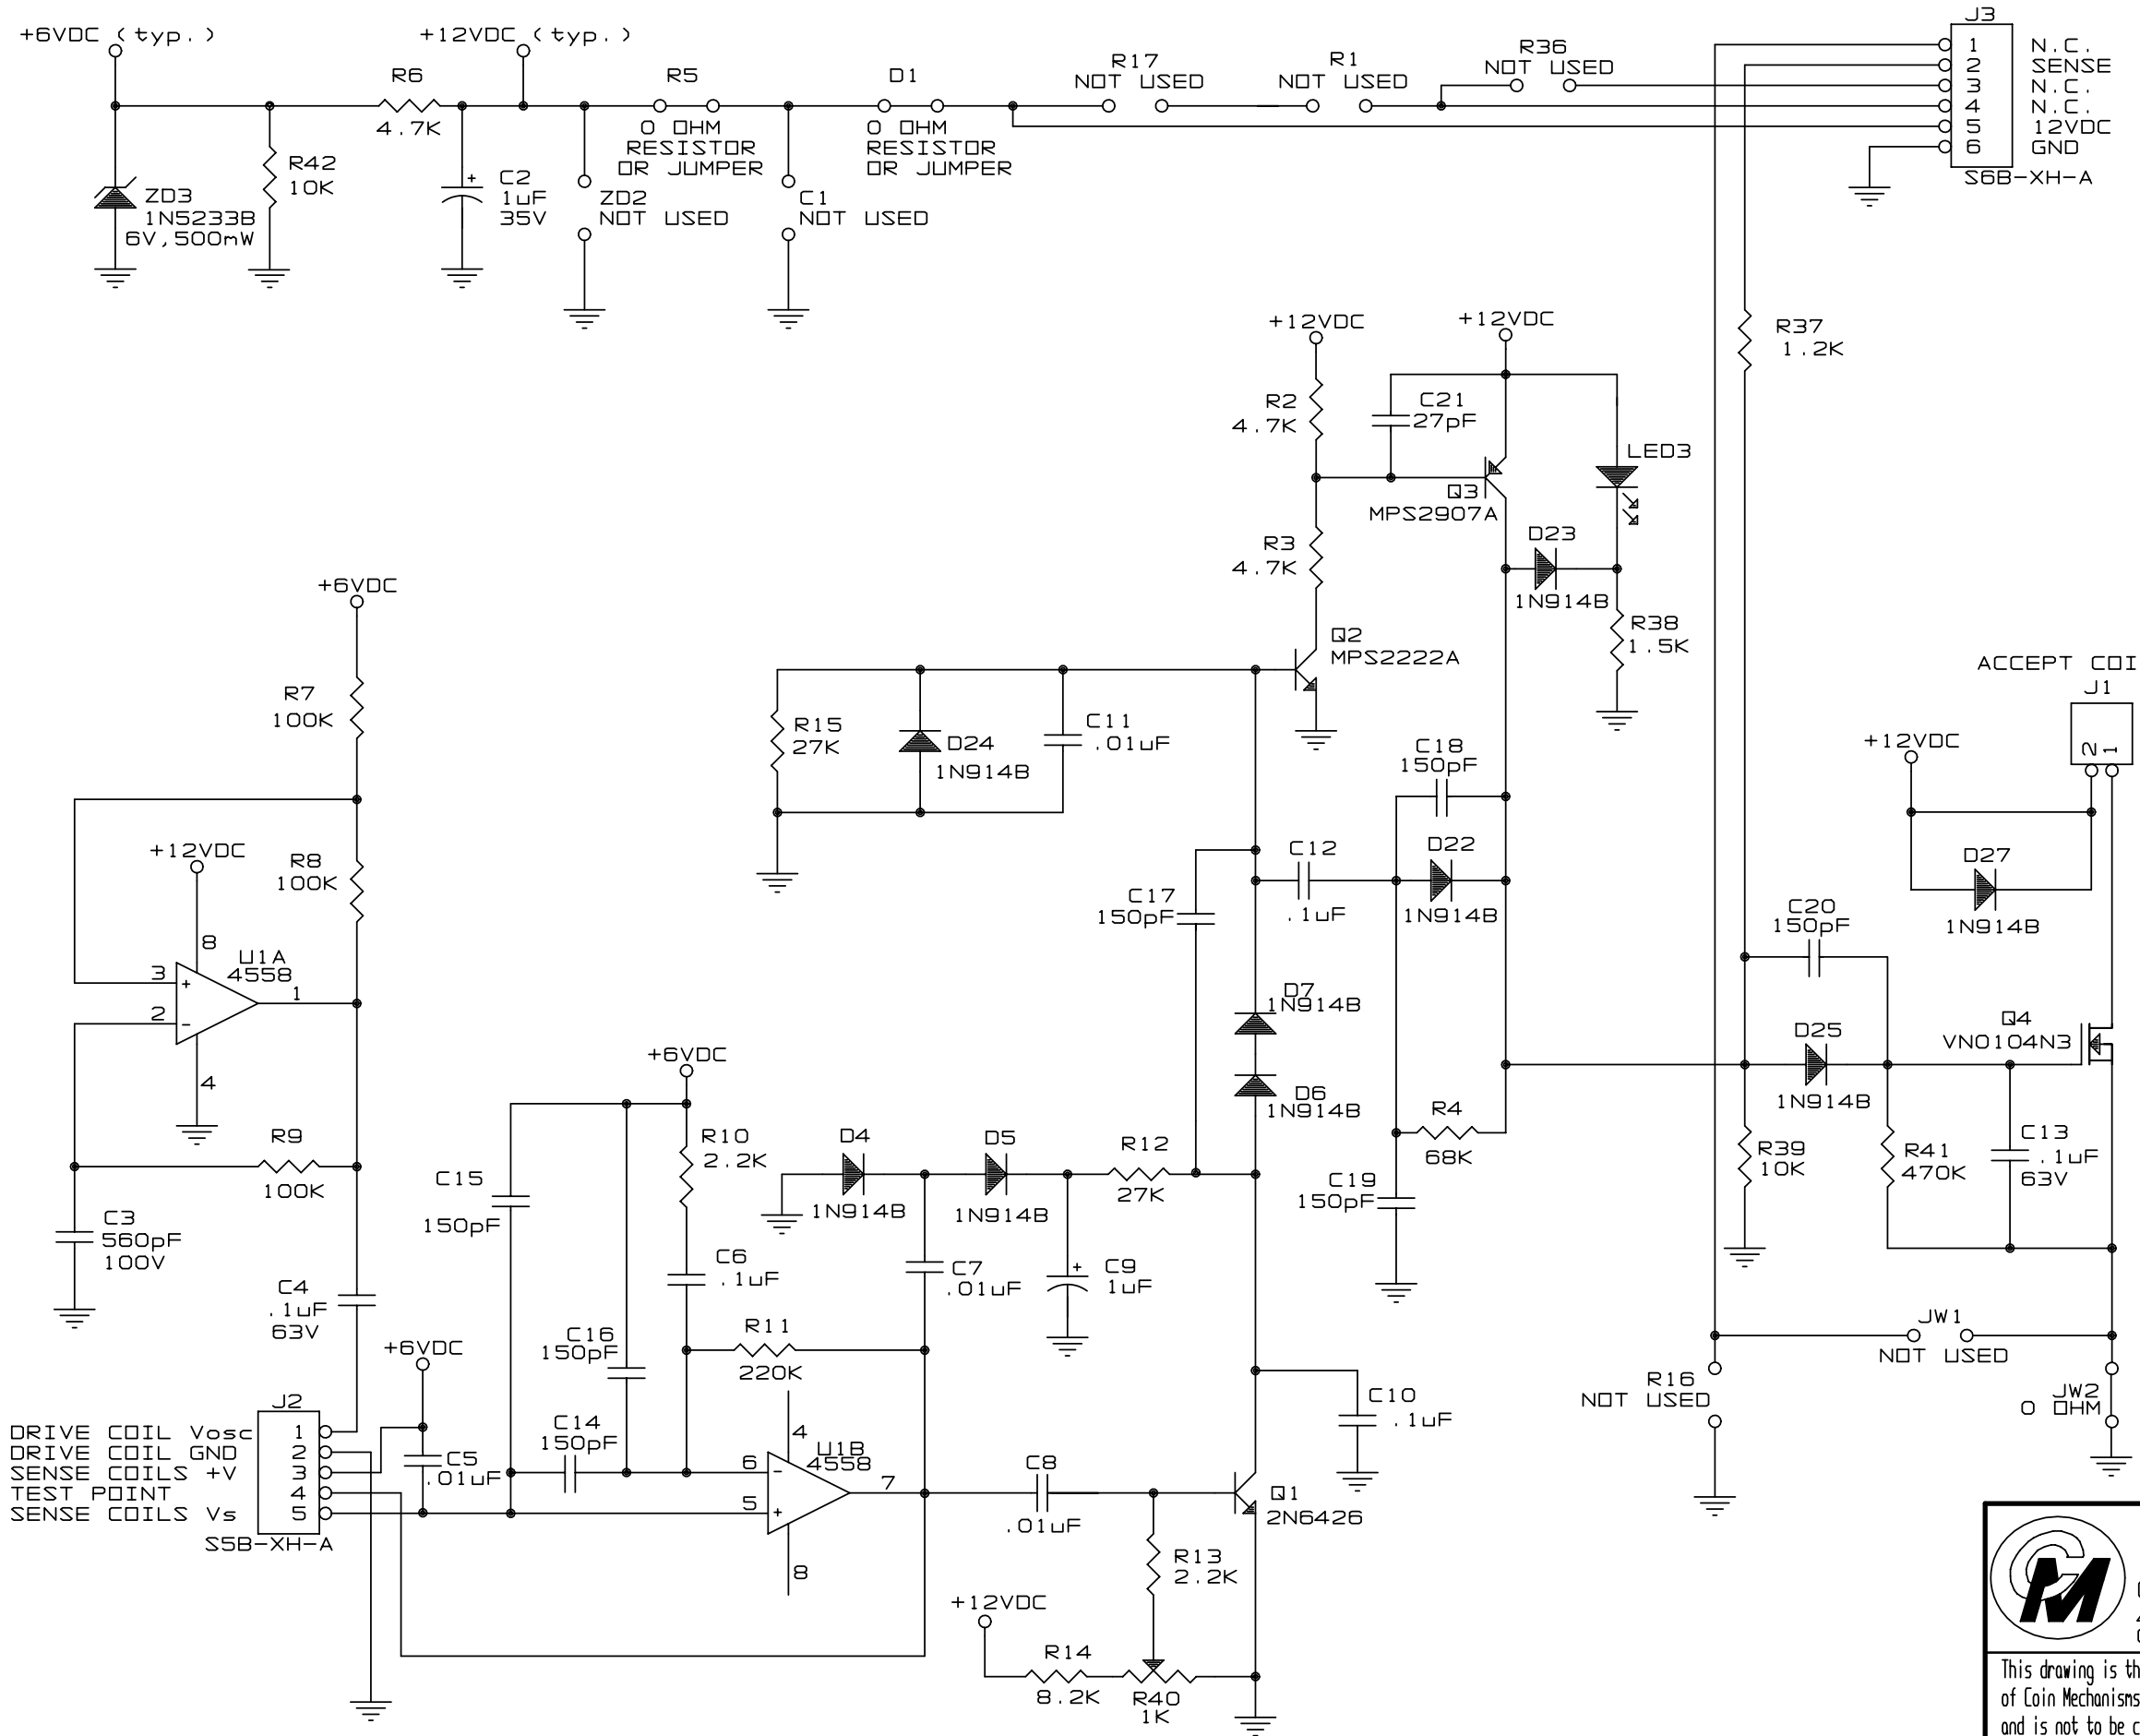 +6VDC (typ.)
+12VDC (typ.)
R6
4.7K
R5
0 OHM
RESISTOR
OR JUMPER
D1
0 OHM
RESISTOR
OR JUMPER
R17
NOT USED
R1
NOT USED
R36
NOT USED
J3
1 N.C.
2 SENSE
3 N.C.
4 N.C.
5 12VDC
6 GND
S6B-XH-A
ZD3
1N5233B
6V,500mW
R42
10K
+
C2
1uF
35V
ZD2
NOT USED
C1
NOT USED
+12VDC
+12VDC
R37
1.2K
R2
4.7K
C21
27pF
LED3
Q3
MPS2907A
R3
4.7K
D23
1N914B
R38
1.5K
Q2
MPS2222A
+6VDC
R7
100K
R15
27K
D24
1N914B
C11
.01uF
C18
150pF
ACCEPT COI
J1
2
1
+12VDC
+12VDC
R8
100K
8
U1A
4558
3
+
2
-
1
4
C12
.1uF
D22
1N914B
C17
150pF
D27
1N914B
C20
150pF
D7
1N914B
D6
1N914B
Q4
VN0104N3
D25
1N914B
+6VDC
R9
100K
R10
2.2K
D4
1N914B
D5
1N914B
R12
27K
R4
68K
C19
150pF
R39
10K
R41
470K
C13
.1uF
63V
C15
150pF
C3
560pF
100V
C4
.1uF
63V
C6
.1uF
C7
.01uF
+
C9
1uF
C16
150pF
R11
220K
+6VDC
JW1
NOT USED
R16
NOT USED
JW2
0 OHM
C10
.1uF
J2
DRIVE COIL Vosc 1
DRIVE COIL GND 2
SENSE COILS +V 3
TEST POINT 4
SENSE COILS Vs 5
S5B-XH-A
C5
.01uF
C14
150pF
4
U1B
4558
6
-
5
+
7
8
C8
.01uF
Q1
2N6426
R13
2.2K
+12VDC
R14
8.2K
R40
1K
CM
This drawing is th
of Coin Mechanisms
and is not to be c